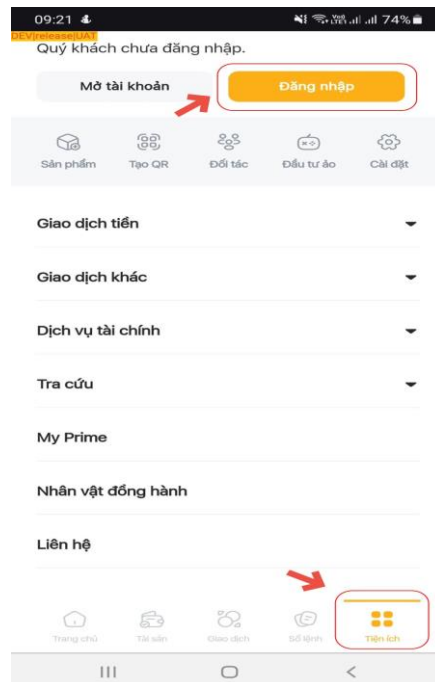 09:21 74%
DEV|release|UAT
Quý khách chưa đăng nhập.
Mở tài khoản Đăng nhập
Sản phẩm Tạo QR Đối tác Đấu tư ảo Cài đặt
Giao dịch tiền
Giao dịch khác
Dịch vụ tài chính
Tra cứu
My Prime
Nhân vật đồng hành
Liên hệ
Trang chủ Tài sản Giao dịch Sổ lệnh Tiện ích